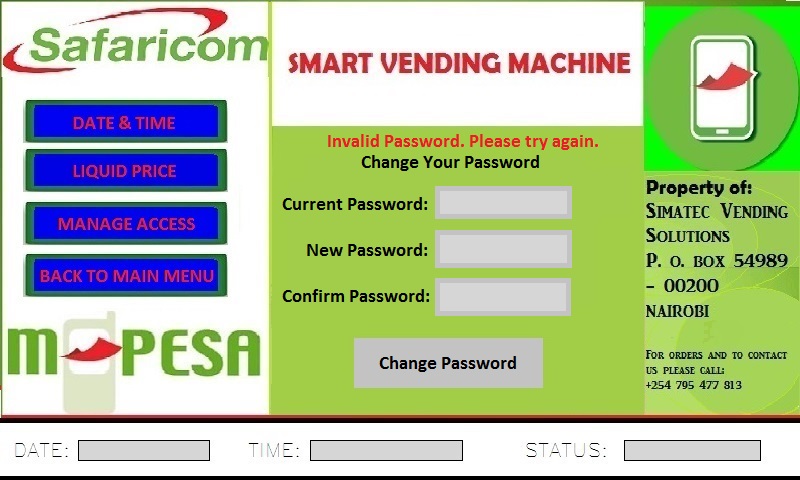 Safaricom
SMART VENDING MACHINE
DATE & TIME
LIQUID PRICE
MANAGE ACCESS
BACK TO MAIN MENU
M PESA
Invalid Password. Please try again.
Change Your Password
Current Password:
New Password:
Confirm Password:
Change Password
Property of:
SIMATEC VENDING
SOLUTIONS
P. O. BOX 54989
- 00200
NAIROBI
FOR ORDERS AND TO CONTACT
US PLEASE CALL:
+254 795 477 813
DATE:
TIME:
STATUS: